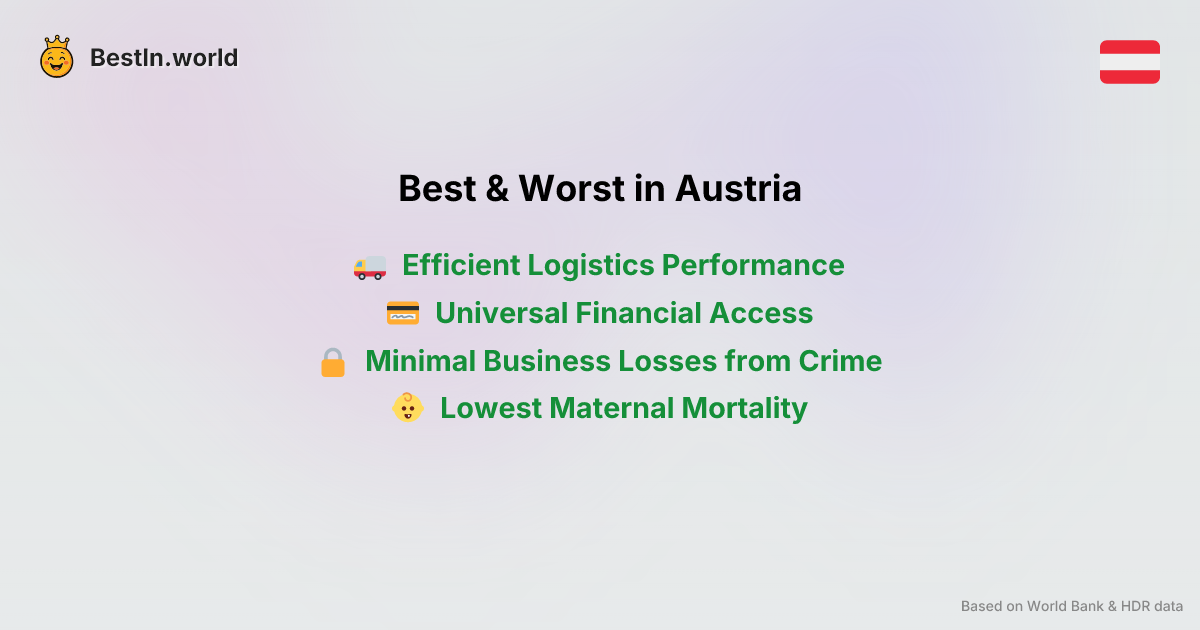 BestIn.world
Best & Worst in Austria
Efficient Logistics Performance
Universal Financial Access
Minimal Business Losses from Crime
Lowest Maternal Mortality
Based on World Bank & HDR data